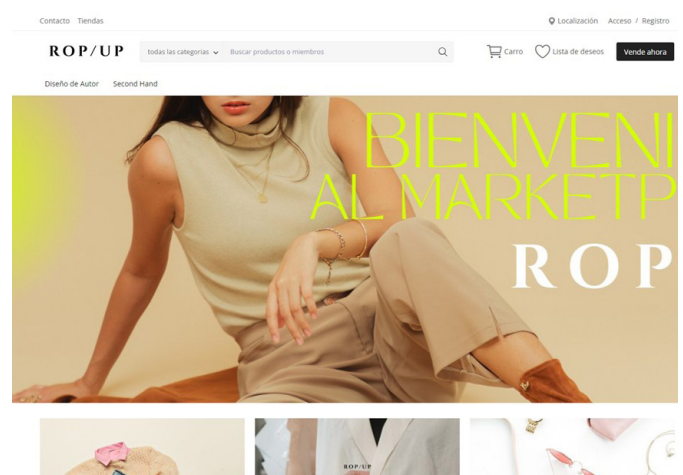 Contacto Tiendas
Localización Acceso / Registro
ROP/UP
todas las categorías Buscar productos o miembros
Carro Lista de deseos Vende ahora
Diseño de Autor Second Hand
BIENVENI
AL MARKETP
ROP
ROP/UP